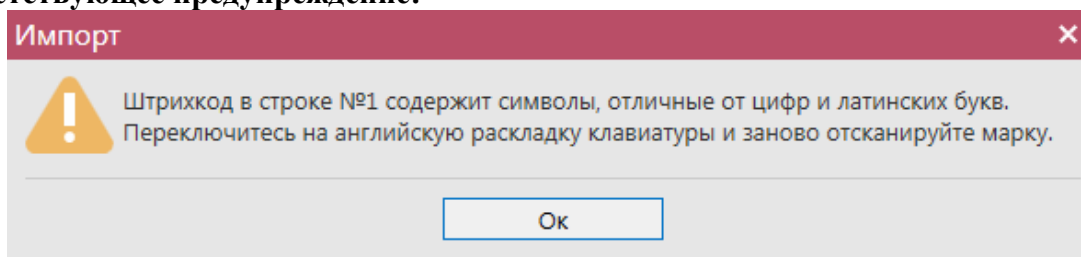 предупреждение:
Импорт
Штрихкод в строке №1 содержит символы, отличные от цифр и латинских букв.
Переключитесь на английскую раскладку клавиатуры и заново отсканируйте марку.
Ок